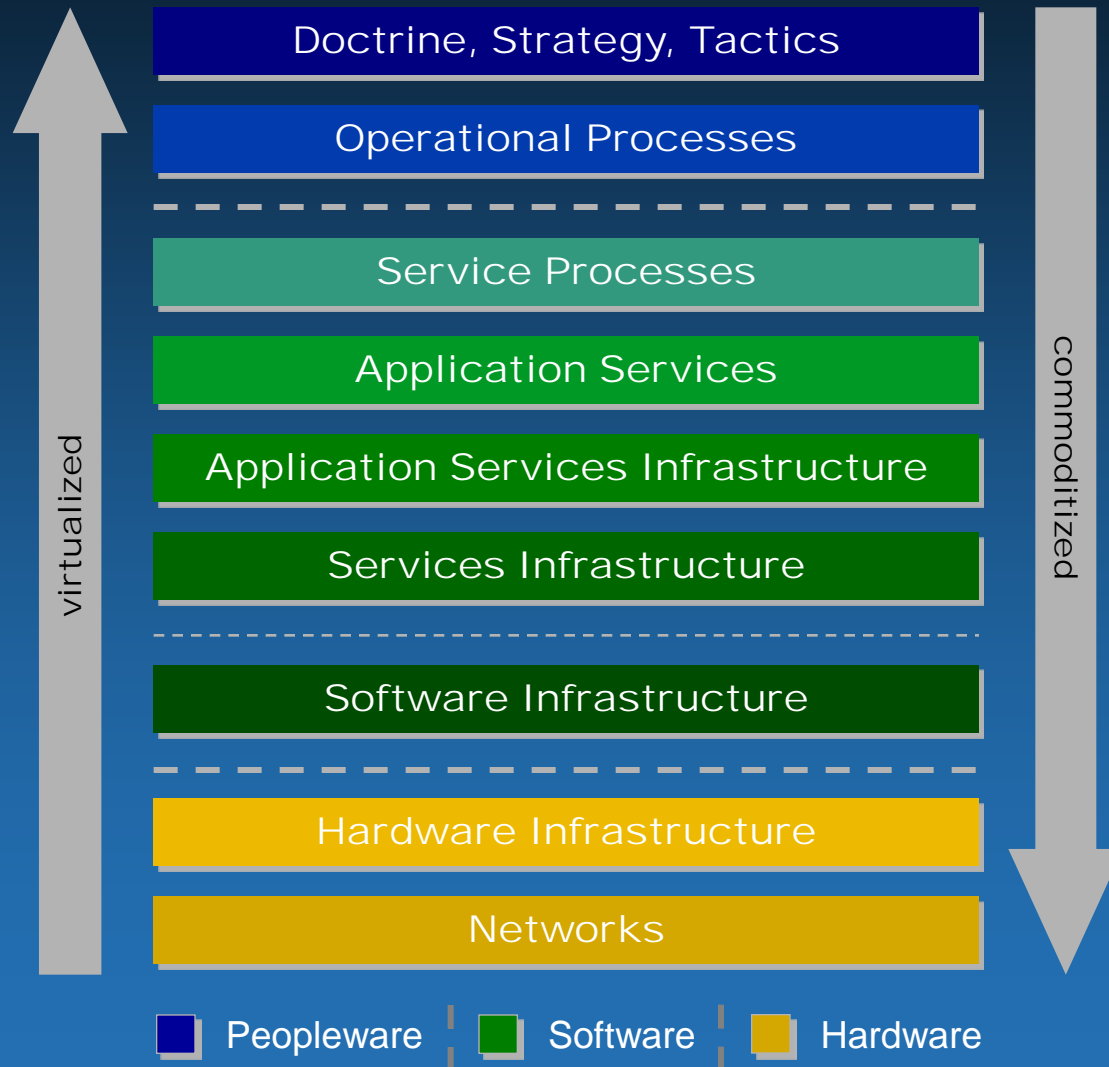 Doctrine, Strategy, Tactics
Operational Processes
Service Processes
Application Services
Application Services Infrastructure
Services Infrastructure
Software Infrastructure
Hardware Infrastructure
Networks
virtualized
commoditized
Peopleware
Software
Hardware